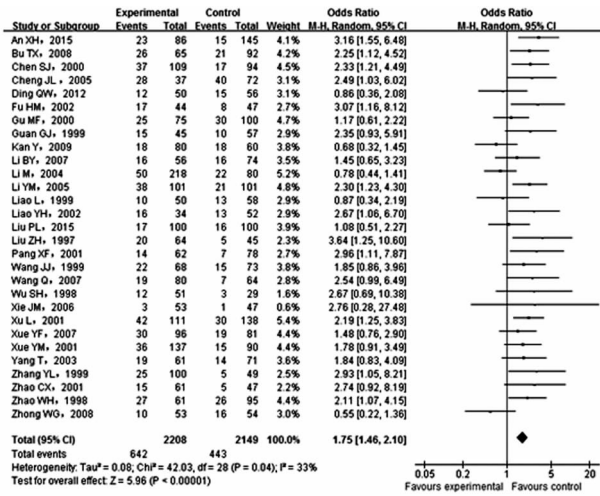 Experimental Control Odds Ratio Odds Ratio
Study or Subgroup Events Total Events Total Weight M-H, Random, 95% CI M-H, Random, 95% CI
An XH, 2015 23 86 15 145 4.1% 3.16 [1.55, 6.48]
Bu TX, 2008 26 65 21 92 4.3% 2.25 [1.12, 4.52]
Chen SJ, 2000 37 109 17 94 4.7% 2.33 [1.21, 4.49]
Cheng JL, 2005 28 37 40 72 2.9% 2.49 [1.03, 6.02]
Ding QW, 2012 12 50 15 56 3.0% 0.86 [0.36, 2.08]
Fu HM, 2002 17 44 8 47 2.5% 3.07 [1.16, 8.12]
Gu MF, 2000 25 75 30 100 4.8% 1.17 [0.61, 2.22]
Guan GJ, 1999 15 45 10 57 2.7% 2.35 [0.93, 5.91]
Kan Y, 2009 18 80 18 60 3.7% 0.68 [0.32, 1.45]
Li BY, 2007 16 56 16 74 3.4% 1.45 [0.65, 3.23]
Li M, 2004 50 218 22 80 5.3% 0.78 [0.44, 1.41]
Li YM, 2005 38 101 21 101 5.0% 2.30 [1.23, 4.30]
Liao L, 1999 10 50 13 58 2.8% 0.87 [0.34, 2.19]
Liao YH, 2002 16 34 13 52 2.7% 2.67 [1.06, 6.70]
Liu PL, 2015 17 100 16 100 3.8% 1.08 [0.51, 2.27]
Liu ZH, 1997 20 64 5 45 2.2% 3.64 [1.25, 10.60]
Pang XF, 2001 14 62 7 78 2.5% 2.96 [1.11, 7.87]
Wang JJ, 1999 22 68 15 73 3.6% 1.85 [0.86, 3.96]
Wang Q, 2007 19 80 7 64 2.6% 2.54 [0.99, 6.49]
Wu SH, 1998 12 51 3 29 1.5% 2.67 [0.69, 10.38]
Xie JM, 2006 3 53 1 47 0.6% 2.76 [0.28, 27.48]
Xu L, 2001 42 111 30 138 5.6% 2.19 [1.25, 3.83]
Xue YF, 2007 30 96 19 81 4.6% 1.48 [0.76, 2.90]
Xue YM, 2001 36 137 15 90 4.6% 1.78 [0.91, 3.49]
Yang T, 2003 19 61 14 71 3.3% 1.84 [0.83, 4.09]
Zhang YL, 1999 25 100 5 49 2.3% 2.93 [1.05, 8.21]
Zhao CX, 2001 15 61 5 47 2.1% 2.74 [0.92, 8.19]
Zhao WH, 1998 27 61 26 95 4.4% 2.11 [1.07, 4.15]
Zhong WG, 2008 10 53 16 54 2.9% 0.55 [0.22, 1.36]
Total (95% CI) 2208 2149 100.0% 1.75 [1.46, 2.10]
Total events 642 443
Heterogeneity: Tau² = 0.08; Chi² = 42.03, df = 28 (P = 0.04); I² = 33%
Test for overall effect: Z = 5.96 (P < 0.00001)
0.01 0.1 1 10 100
Favours experimental Favours control